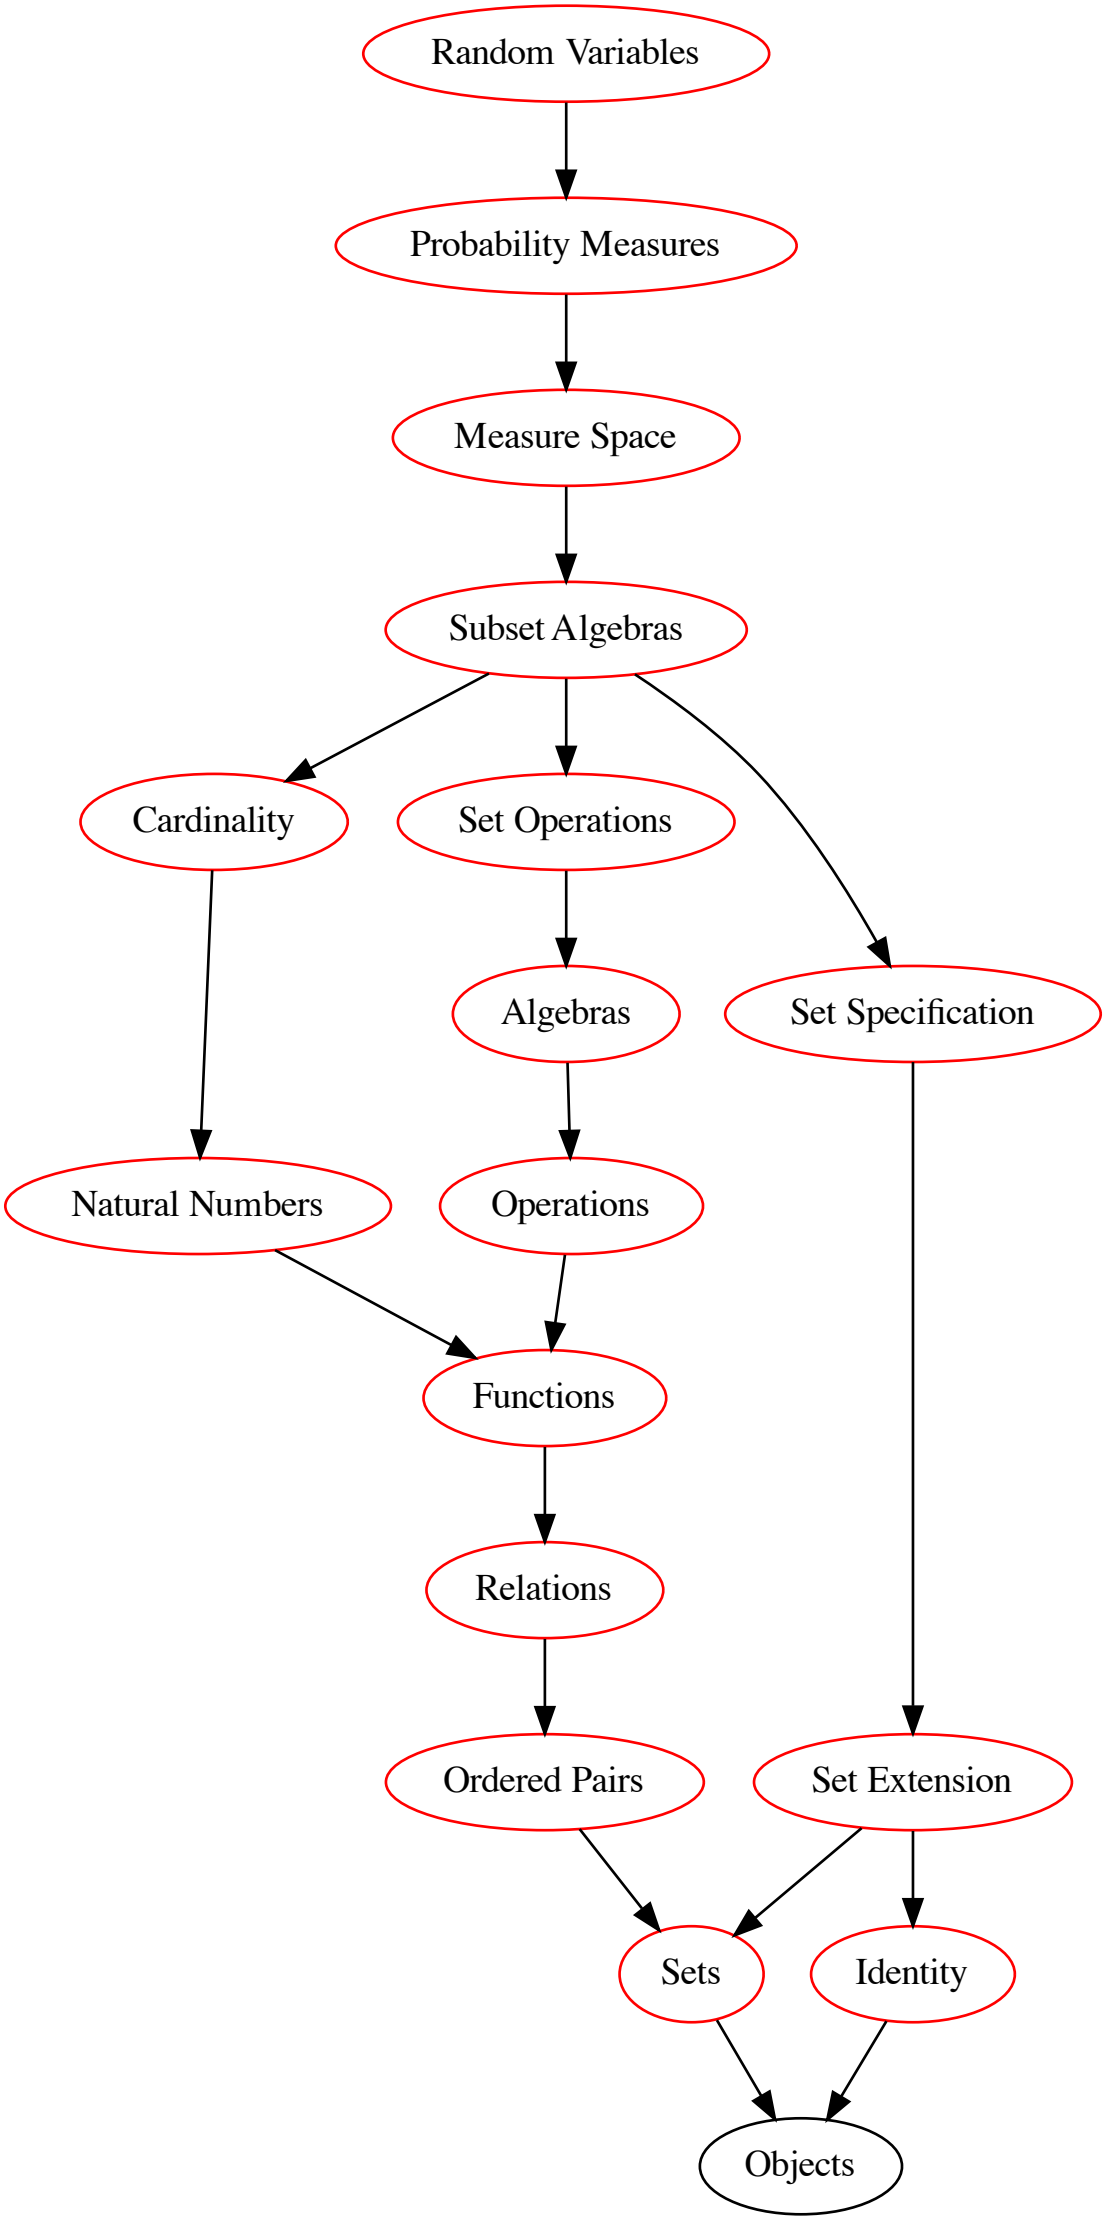 Random Variables
Probability Measures
Measure Space
Subset Algebras
Cardinality
Set Operations
Algebras
Set Specification
Natural Numbers
Operations
Functions
Relations
Ordered Pairs
Set Extension
Sets
Identity
Objects